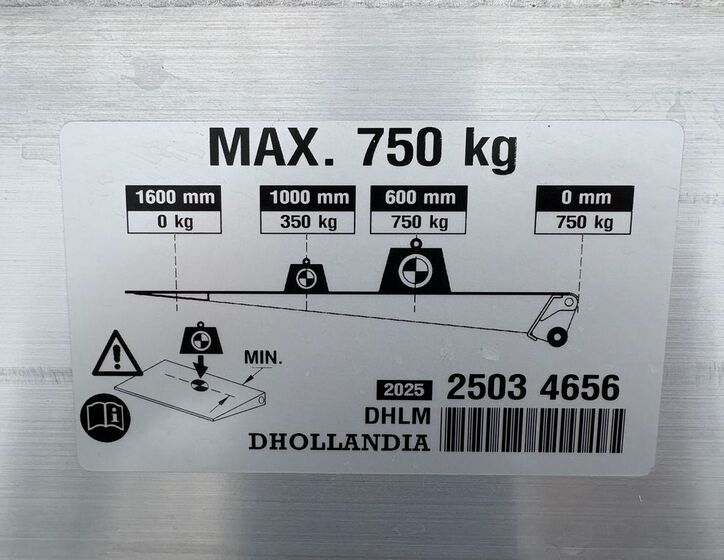 MAX. 750 kg
1600 mm 1000 mm 600 mm 0 mm
0 kg 350 kg 750 kg 750 kg
MIN.
2025 2503 4656
DHLM
DHOLLANDIA